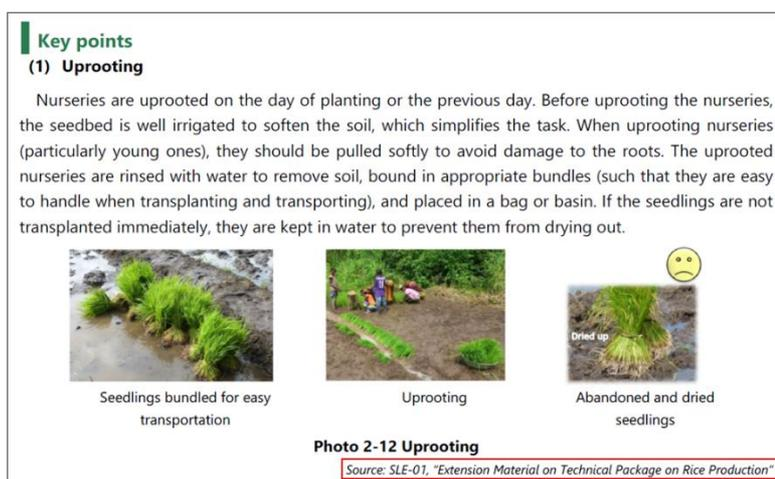 Key points
(1) Uprooting
Nurseries are uprooted on the day of planting or the previous day. Before uprooting the nurseries,
the seedbed is well irrigated to soften the soil, which simplifies the task. When uprooting nurseries
(particularly young ones), they should be pulled softly to avoid damage to the roots. The uprooted
nurseries are rinsed with water to remove soil, bound in appropriate bundles (such that they are easy
to handle when transplanting and transporting), and placed in a bag or basin. If the seedlings are not
transplanted immediately, they are kept in water to prevent them from drying out.
Dried up
Seedlings bundled for easy
transportation
Uprooting
Abandoned and dried
seedlings
Photo 2-12 Uprooting
Source: SLE-01, "Extension Material on Technical Package on Rice Production"